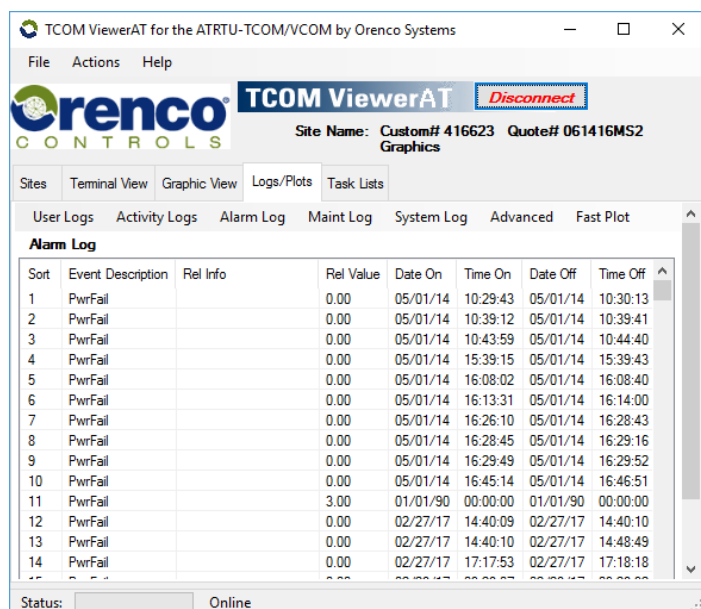 TCOM ViewerAT for the ATRTU-TCOM/VCOM by Orenco Systems
File Actions Help
Orenco®
CONTROLS
TCOM ViewerAT Disconnect
Site Name: Custom# 416623 Quote# 061416MS2
Graphics
Sites Terminal View Graphic View Logs/Plots Task Lists
User Logs Activity Logs Alarm Log Maint Log System Log Advanced Fast Plot
Alarm Log
Sort Event Description Rel Info Rel Value Date On Time On Date Off Time Off
1 PwrFail 0.00 05/01/14 10:29:43 05/01/14 10:30:13
2 PwrFail 0.00 05/01/14 10:39:12 05/01/14 10:39:41
3 PwrFail 0.00 05/01/14 10:43:59 05/01/14 10:44:40
4 PwrFail 0.00 05/01/14 15:39:15 05/01/14 15:39:43
5 PwrFail 0.00 05/01/14 16:08:02 05/01/14 16:08:40
6 PwrFail 0.00 05/01/14 16:13:31 05/01/14 16:14:00
7 PwrFail 0.00 05/01/14 16:26:10 05/01/14 16:28:43
8 PwrFail 0.00 05/01/14 16:28:45 05/01/14 16:29:16
9 PwrFail 0.00 05/01/14 16:29:49 05/01/14 16:29:52
10 PwrFail 0.00 05/01/14 16:45:14 05/01/14 16:46:51
11 PwrFail 3.00 01/01/90 00:00:00 01/01/90 00:00:00
12 PwrFail 0.00 02/27/17 14:40:09 02/27/17 14:40:10
13 PwrFail 0.00 02/27/17 14:40:10 02/27/17 14:48:49
14 PwrFail 0.00 02/27/17 17:17:53 02/27/17 17:18:18
Status: Online